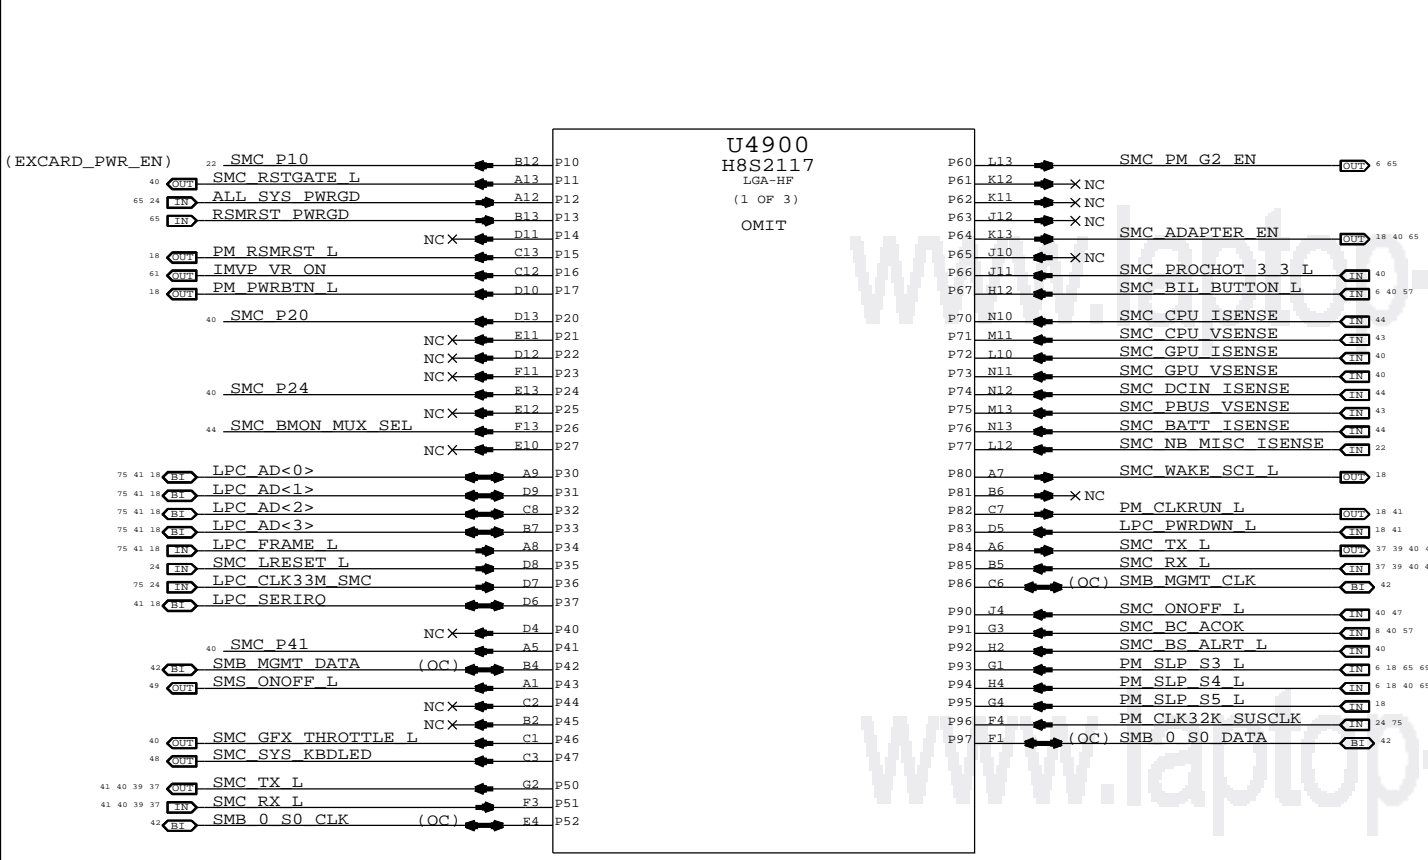 U4900
H8S2117
LGA-HF
(1 OF 3)
OMIT
(EXCARD_PWR_EN) 22 SMC_P10 B12 P10
40 OUT SMC_RSTGATE_L A13 P11
65 24 IN ALL_SYS_PWRGD A12 P12
65 IN RSMRST_PWRGD B13 P13
NC D11 P14
18 OUT PM_RSMRST_L C13 P15
61 OUT IMVP_VR_ON C12 P16
18 OUT PM_PWRBTN_L D10 P17
40 SMC_P20 D13 P20
NC E11 P21
NC D12 P22
NC F11 P23
40 SMC_P24 E13 P24
NC E12 P25
44 SMC_BMON_MUX_SEL F13 P26
NC E10 P27
75 41 18 BI LPC_AD<0> A9 P30
75 41 18 BI LPC_AD<1> D9 P31
75 41 18 BI LPC_AD<2> C8 P32
75 41 18 BI LPC_AD<3> B7 P33
75 41 18 IN LPC_FRAME_L A8 P34
24 IN SMC_LRESET_L D8 P35
75 24 IN LPC_CLK33M_SMC D7 P36
41 18 BI LPC_SERIRQ D6 P37
NC D4 P40
40 SMC_P41 A5 P41
42 BI SMB_MGMT_DATA (OC) B4 P42
49 OUT SMS_ONOFF_L A1 P43
NC C2 P44
NC B2 P45
40 OUT SMC_GFX_THROTTLE_L C1 P46
48 OUT SMC_SYS_KBDLED C3 P47
41 40 39 37 OUT SMC_TX_L G2 P50
41 40 39 37 IN SMC_RX_L F3 P51
42 BI SMB_0_S0_CLK (OC) E4 P52
P60 L13 SMC_PM_G2_EN OUT 6 65
P61 K12 NC
P62 K11 NC
P63 J12 NC
P64 K13 SMC_ADAPTER_EN OUT 18 40 65
P65 J10 NC
P66 J11 SMC_PROCHOT_3_3_L IN 40
P67 H12 SMC_BIL_BUTTON_L IN 6 40 57
P70 N10 SMC_CPU_ISENSE IN 44
P71 M11 SMC_CPU_VSENSE IN 43
P72 L10 SMC_GPU_ISENSE IN 40
P73 N11 SMC_GPU_VSENSE IN 40
P74 N12 SMC_DCIN_ISENSE IN 44
P75 M13 SMC_PBUS_VSENSE IN 43
P76 N13 SMC_BATT_ISENSE IN 44
P77 L12 SMC_NB_MISC_ISENSE IN 22
P80 A7 SMC_WAKE_SCI_L OUT 18
P81 B6 NC
P82 C7 PM_CLKRUN_L OUT 18 41
P83 D5 LPC_PWRDWN_L IN 18 41
P84 A6 SMC_TX_L OUT 37 39 40 4
P85 B5 SMC_RX_L IN 37 39 40 4
P86 C6 (OC) SMB_MGMT_CLK BI 42
P90 J4 SMC_ONOFF_L IN 40 47
P91 G3 SMC_BC_ACOK IN 8 40 57
P92 H2 SMC_BS_ALRT_L IN 40
P93 G1 PM_SLP_S3_L IN 6 18 65 69
P94 H4 PM_SLP_S4_L IN 6 18 40 65
P95 G4 PM_SLP_S5_L IN 18
P96 F4 PM_CLK32K_SUSCLK IN 24 75
P97 F1 (OC) SMB_0_S0_DATA BI 42
www.laptop-
www.laptop-